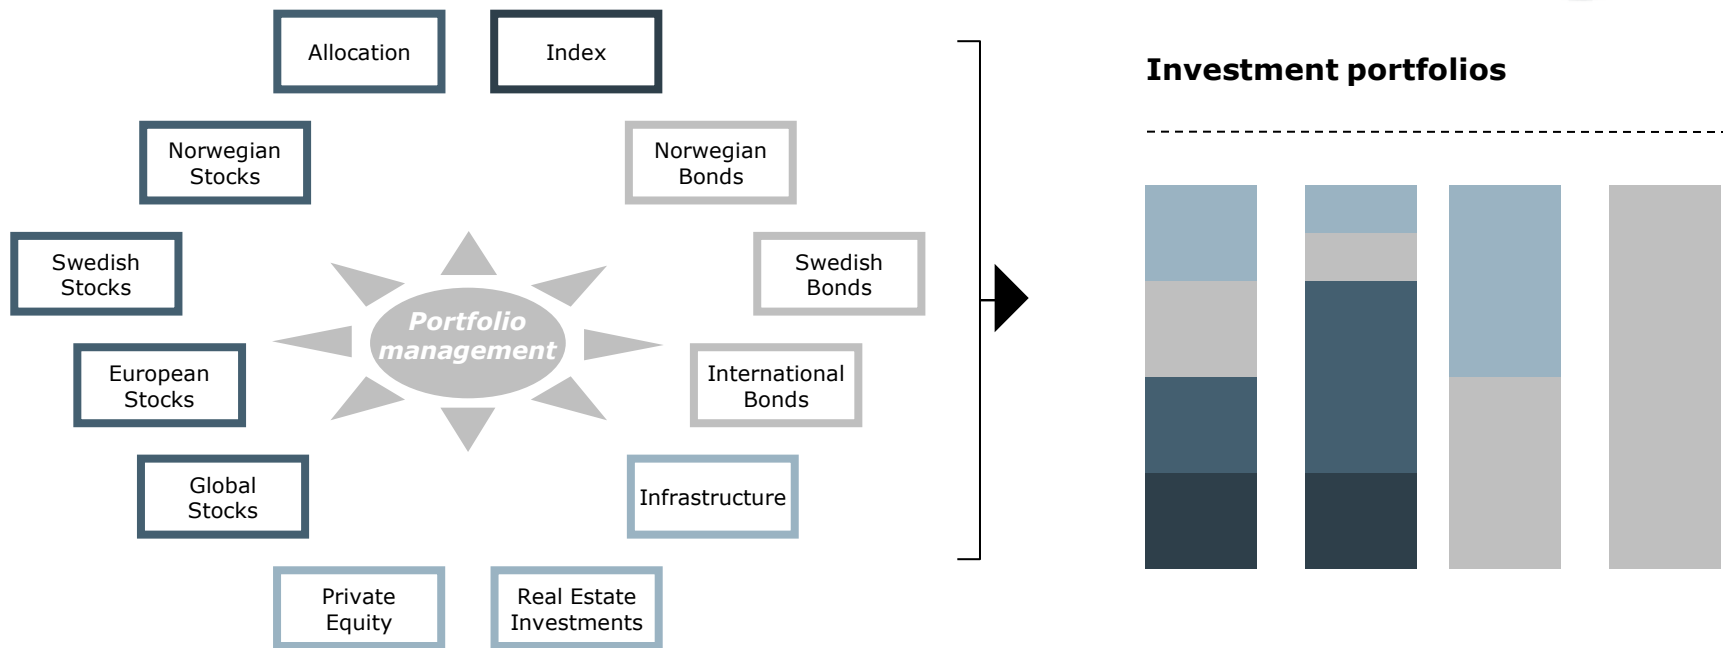 Allocation
Index
Investment portfolios
Norwegian
Stocks
Norwegian
Bonds
Swedish
Stocks
Swedish
Bonds
Portfolio
management
European
Stocks
International
Bonds
Global
Stocks
Infrastructure
Private
Equity
Real Estate
Investments